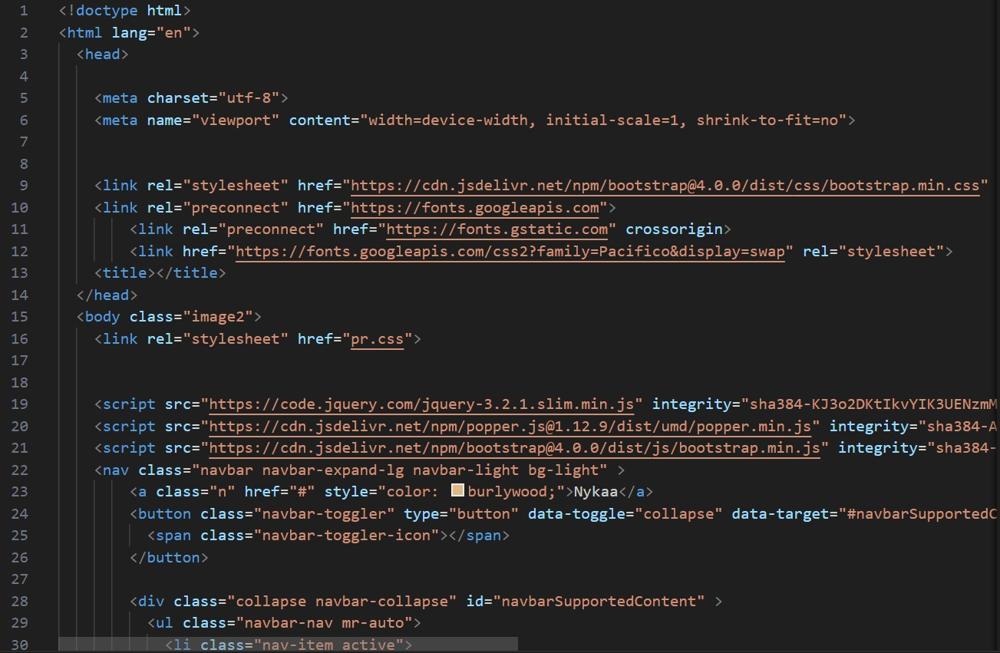 1 <!doctype html>
2 <html lang="en">
3 <head>
4
5 <meta charset="utf-8">
6 <meta name="viewport" content="width=device-width, initial-scale=1, shrink-to-fit=no">
7
8
9 <link rel="stylesheet" href="https://cdn.jsdelivr.net/npm/bootstrap@4.0.0/dist/css/bootstrap.min.css"
10 <link rel="preconnect" href="https://fonts.googleapis.com">
11 <link rel="preconnect" href="https://fonts.gstatic.com" crossorigin>
12 <link href="https://fonts.googleapis.com/css2?family=Pacifico&display=swap" rel="stylesheet">
13 <title></title>
14 </head>
15 <body class="image2">
16 <link rel="stylesheet" href="pr.css">
17
18
19 <script src="https://code.jquery.com/jquery-3.2.1.slim.min.js" integrity="sha384-KJ3o2DKtIkvYIK3UENzmM
20 <script src="https://cdn.jsdelivr.net/npm/popper.js@1.12.9/dist/umd/popper.min.js" integrity="sha384-A
21 <script src="https://cdn.jsdelivr.net/npm/bootstrap@4.0.0/dist/js/bootstrap.min.js" integrity="sha384-
22 <nav class="navbar navbar-expand-lg navbar-light bg-light" >
23 <a class="n" href="#" style="color: burlywood;">Nykaa</a>
24 <button class="navbar-toggler" type="button" data-toggle="collapse" data-target="#navbarSupportedC
25 <span class="navbar-toggler-icon"></span>
26 </button>
27
28 <div class="collapse navbar-collapse" id="navbarSupportedContent" >
29 <ul class="navbar-nav mr-auto">
30 <li class="nav-item active">